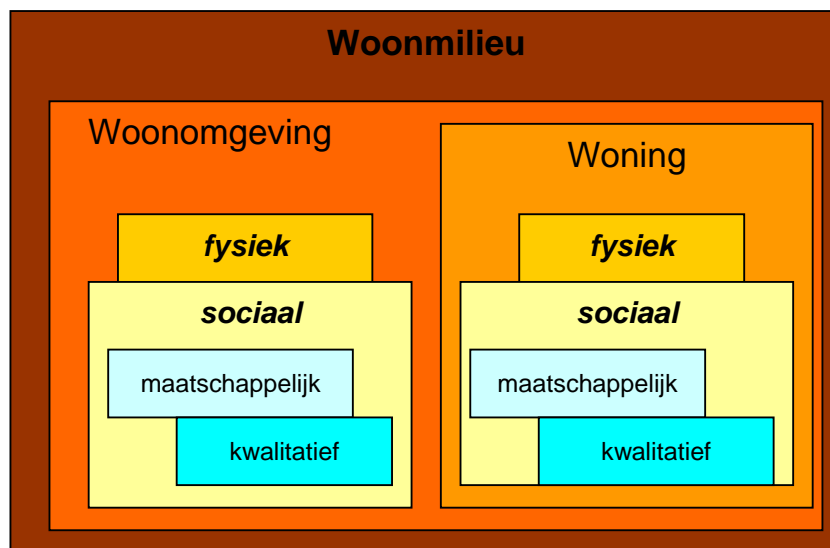 Woonmilieu
Woonomgeving
Woning
fysiek
fysiek
sociaal
sociaal
maatschappelijk
maatschappelijk
kwalitatief
kwalitatief